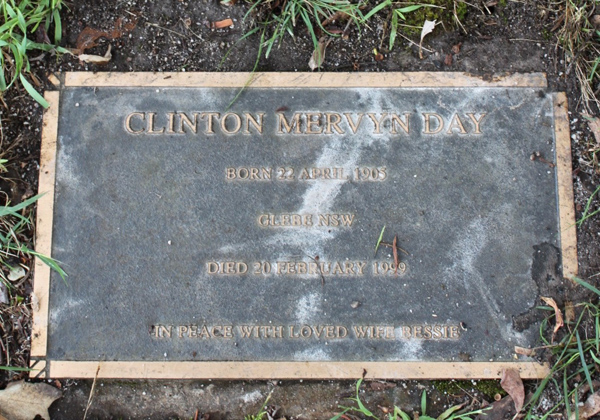 CLINTON MERVYN DAY
BORN 22 APRIL 1905
GLEBE NSW
DIED 20 FEBRUARY 1999
IN PEACE WITH LOVED WIFE BESSIE